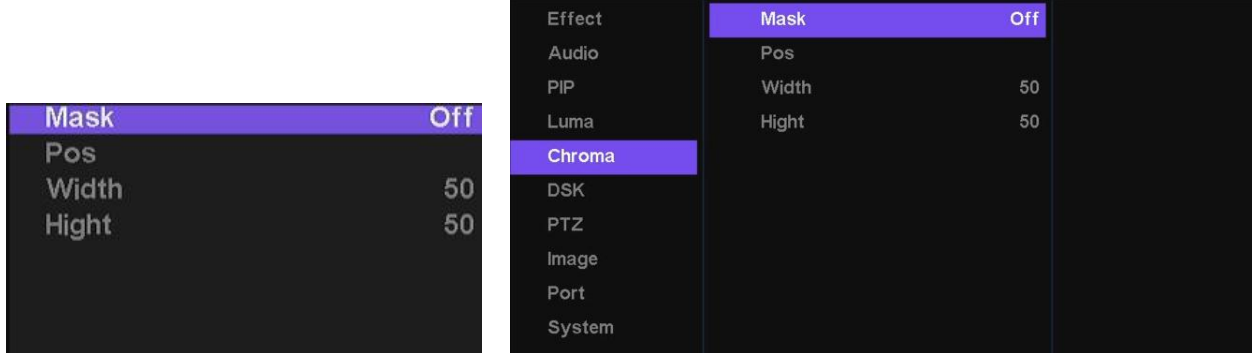 Mask Off
Pos
Width 50
Hight 50
Effect
Audio
PIP
Luma
Chroma
DSK
PTZ
Image
Port
System
Mask Off
Pos
Width 50
Hight 50